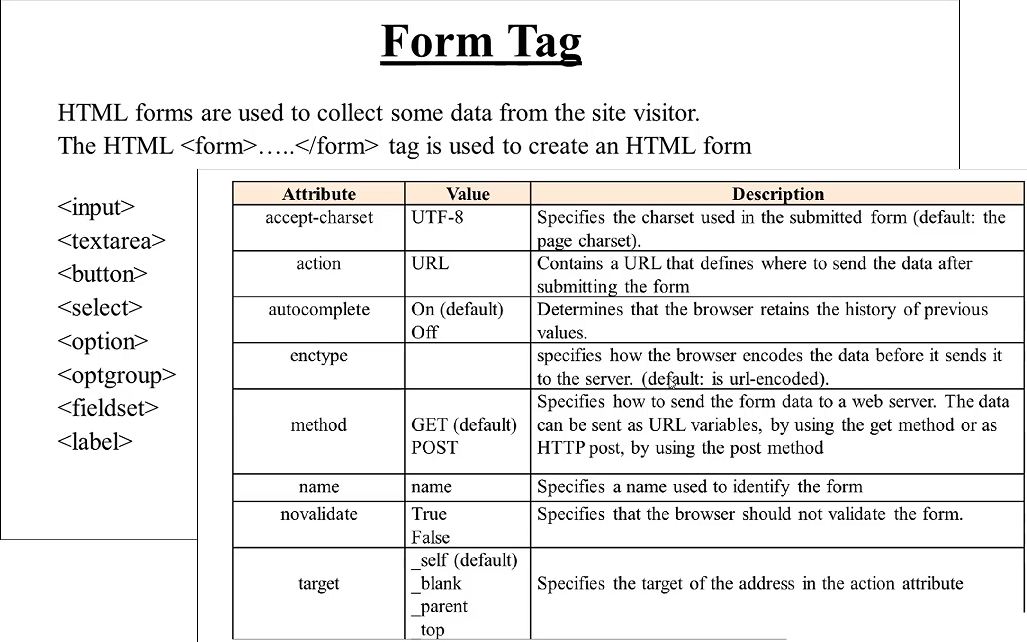 Form Tag
HTML forms are used to collect some data from the site visitor.
The HTML <form>…..</form> tag is used to create an HTML form
<input>
<textarea>
<button>
<select>
<option>
<optgroup>
<fieldset>
<label>
Attribute Value Description
accept-charset UTF-8 Specifies the charset used in the submitted form (default: the
page charset).
action URL Contains a URL that defines where to send the data after
submitting the form
autocomplete On (default) Determines that the browser retains the history of previous
Off values.
enctype specifies how the browser encodes the data before it sends it
to the server. (default: is url-encoded).
Specifies how to send the form data to a web server. The data
method GET (default) can be sent as URL variables, by using the get method or as
POST HTTP post, by using the post method
name name Specifies a name used to identify the form
novalidate True Specifies that the browser should not validate the form.
False
_self (default)
target _blank Specifies the target of the address in the action attribute
_parent
_top